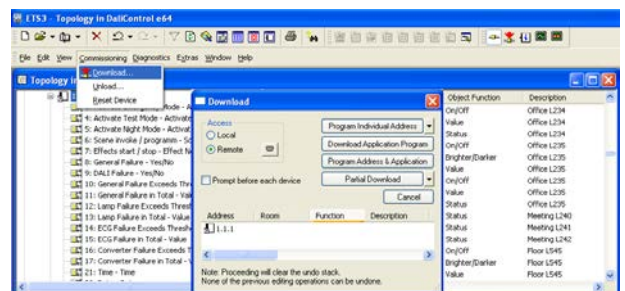 ETS3 - Topology in DaliControl e64
File Edit View Commissioning Diagnostics Extras Window Help
Download...
Unload...
Reset Device
Topology in
Mode - A
4: Activate Test Mode - Activat
5: Activate Night Mode - Activat
6: Scene invoke / programm - Sc
7: Effects start / stop - Effect N
8: General Failure - Yes/No
9: DALI Failure - Yes/No
10: General Failure Exceeds Thre
11: General Failure in Total - Valu
12: Lamp Failure Exceeds Thresh
13: Lamp Failure in Total - Value
14: ECG Failure Exceeds Thresho
15: ECG Failure in Total - Value
16: Converter Failure Exceeds T
17: Converter Failure in Total - V
21: Time - Time
Download
Access
Local
Remote
Prompt before each device
Program Individual Address
Download Application Program
Program Address & Application
Partial Download
Cancel
Address Room Function Description
1.1.1
Note: Proceeding will clear the undo stack.
None of the previous editing operations can be undone.
Object Function Description
On/Off Office L234
Value Office L234
Status Office L234
On/Off Office L235
Brighter/Darker Office L235
Value Office L235
Status Office L235
On/Off Office L235
Value Office L235
Status Office L235
Status Meeting L240
Status Meeting L241
Status Meeting L242
On/Off Floor L545
Brighter/Darker Floor L545
Value Floor L545